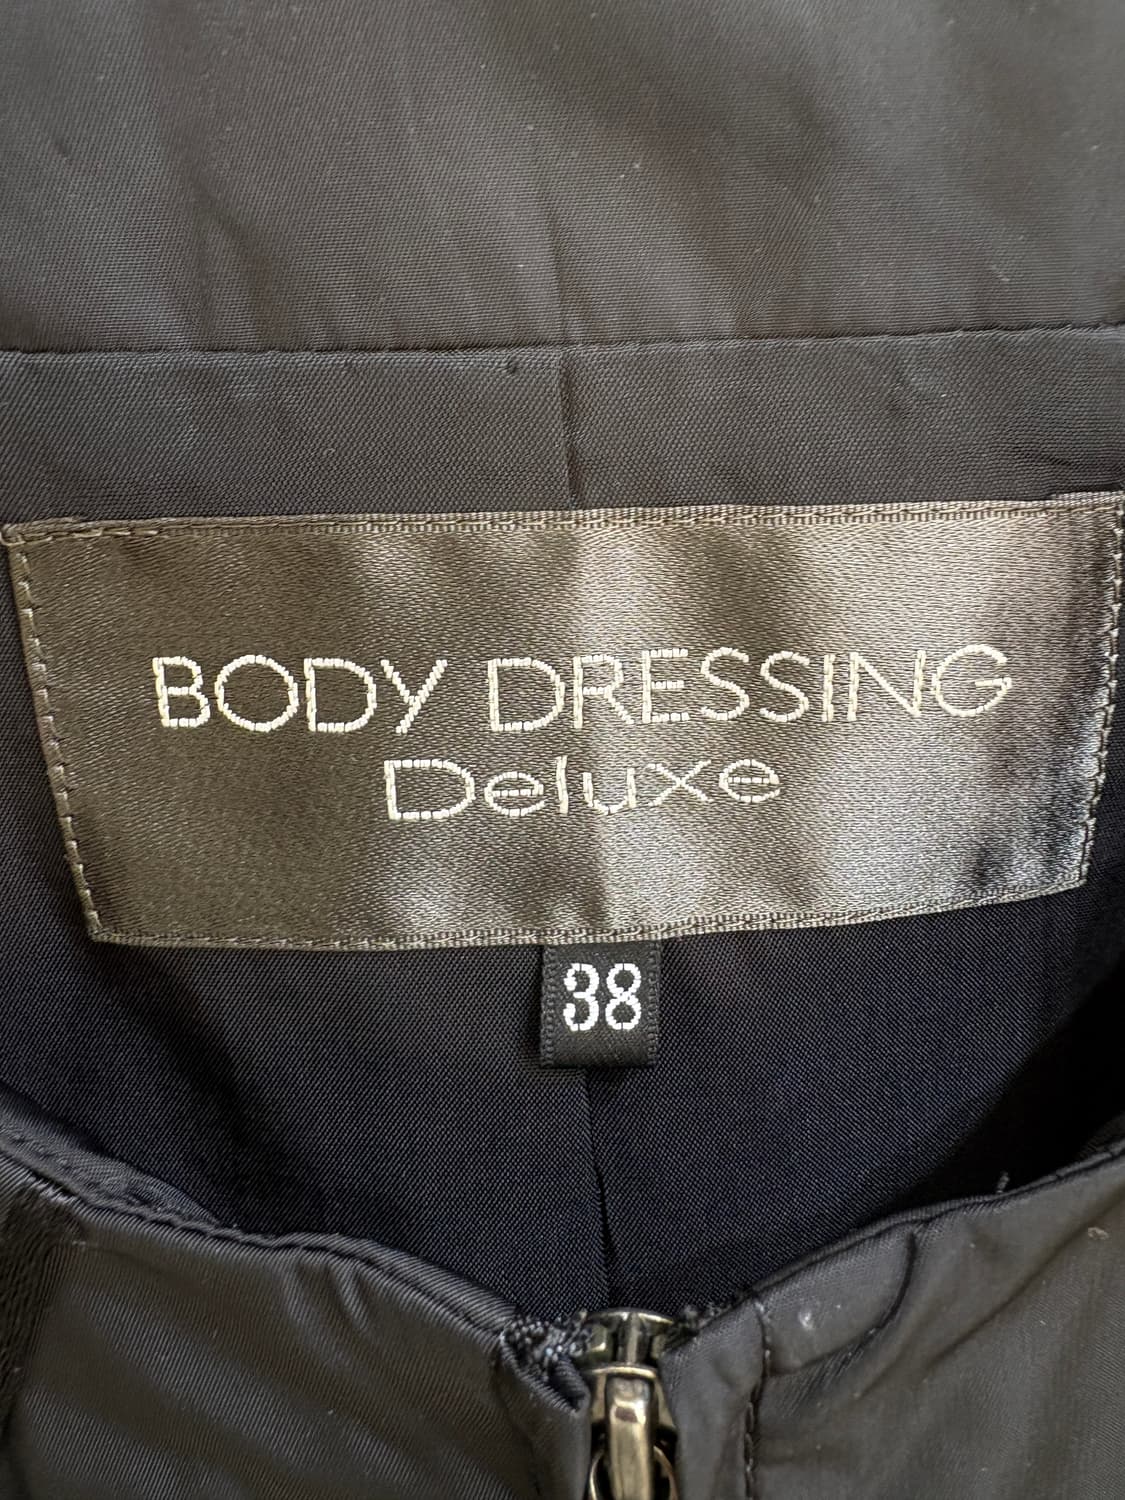 BODY DRESSING
Deluxe
38